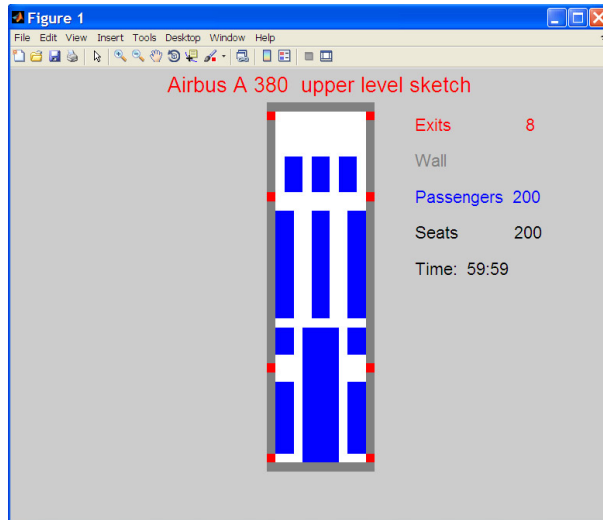 Figure 1
File Edit View Insert Tools Desktop Window Help
Airbus A 380 upper level sketch
Exits 8
Wall
Passengers 200
Seats 200
Time: 59:59